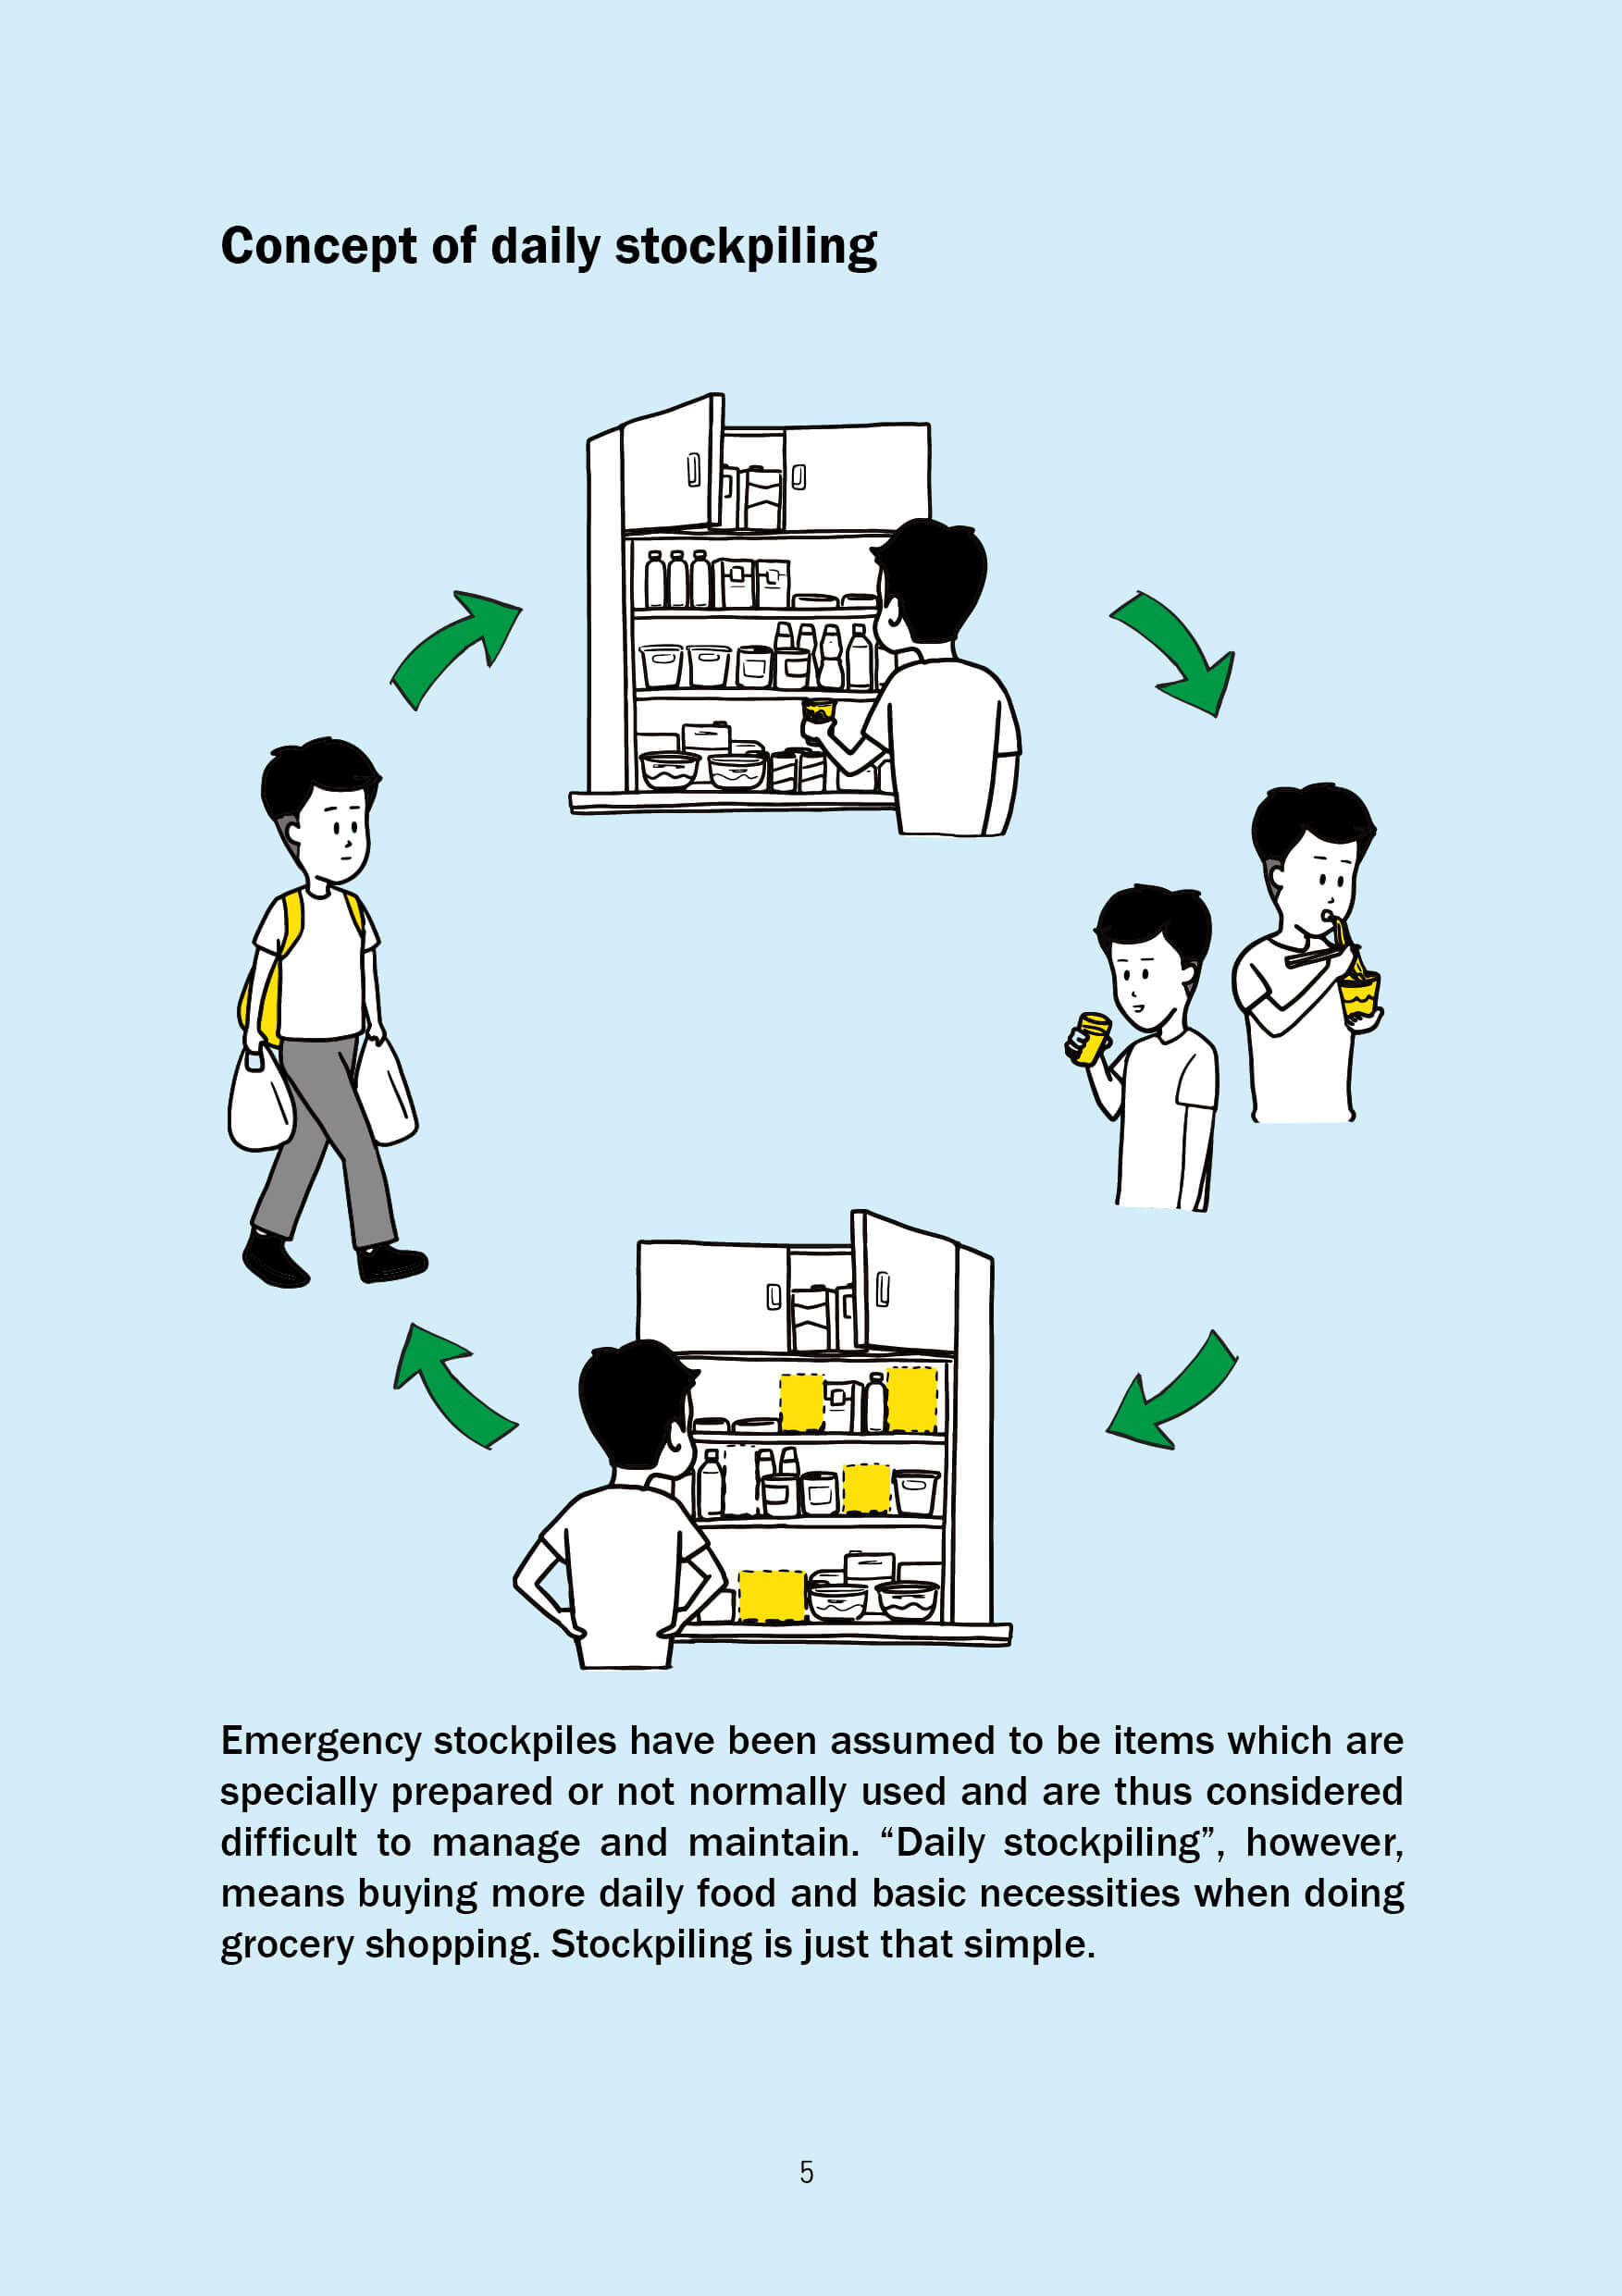 Concept of daily stockpiling
Emergency stockpiles have been assumed to be items which are
specially prepared or not normally used and are thus considered
difficult to manage and maintain. “Daily stockpiling”, however,
means buying more daily food and basic necessities when doing
grocery shopping. Stockpiling is just that simple.
5